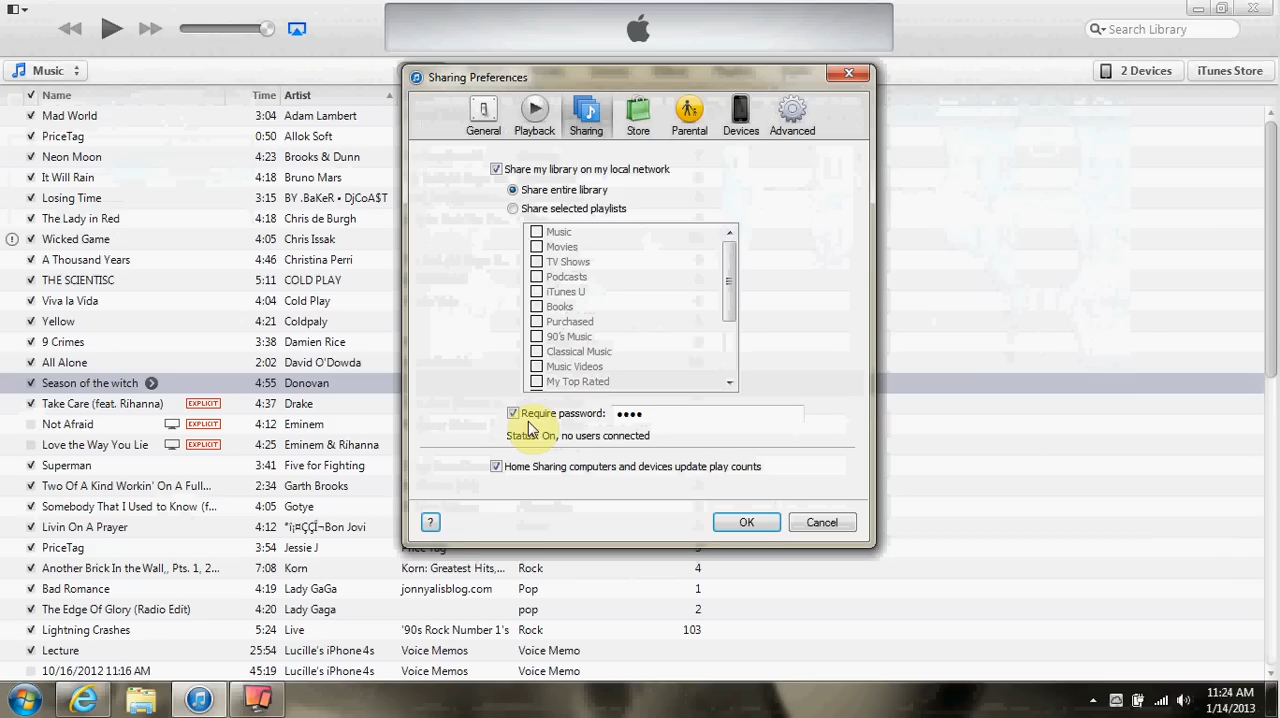 Search Library
Music
2 Devices
iTunes Store
Sharing Preferences
General
Playback
Sharing
Store
Parental
Devices
Advanced
Share my library on my local network
Share entire library
Share selected playlists
Music
Movies
TV Shows
Podcasts
iTunes U
Books
Purchased
90's Music
Classical Music
Music Videos
My Top Rated
Require password: ••••
Status: On, no users connected
Home Sharing computers and devices update play counts
?
OK
Cancel
Name Time Artist
Mad World 3:04 Adam Lambert
PriceTag 0:50 Allok Soft
Neon Moon 4:23 Brooks & Dunn
It Will Rain 4:18 Bruno Mars
Losing Time 3:15 BY .BaKeR • DjCoA$T
The Lady in Red 4:18 Chris de Burgh
Wicked Game 4:05 Chris Issak
A Thousand Years 4:46 Christina Perri
THE SCIENTISC 5:11 COLD PLAY
Viva la Vida 4:01 Cold Play
Yellow 4:21 Coldpaly
9 Crimes 3:38 Damien Rice
All Alone 2:02 David O'Dowda
Season of the witch 4:55 Donovan
Take Care (feat. Rihanna) EXPLICIT 4:37 Drake
Not Afraid EXPLICIT 4:08 Eminem
Love the Way You Lie EXPLICIT 4:25 Eminem & Rihanna
Superman 3:41 Five for Fighting
Two Of A Kind Workin' On A Full... 2:34 Garth Brooks
Somebody That I Used to Know (f... 4:05 Gotye
Livin On A Prayer 4:12 °ï¡¤ÇÇÎ¬Bon Jovi
PriceTag 3:54 Jessie J
Another Brick In the Wall,, Pts. 1, 2... 7:08 Korn Korn: Greatest Hits,... Rock 4
Bad Romance 4:54 Lady GaGa jonnyalisblog.com Pop 1
The Edge Of Glory (Radio Edit) 4:20 Lady Gaga pop 2
Lightning Crashes 5:24 Live '90s Rock Number 1's Rock 103
Lecture 25:54 Lucille's iPhone 4s Voice Memos Voice Memo
10/16/2012 11:16 AM 45:19 Lucille's iPhone 4s Voice Memos Voice Memo
11:24 AM
1/14/2013